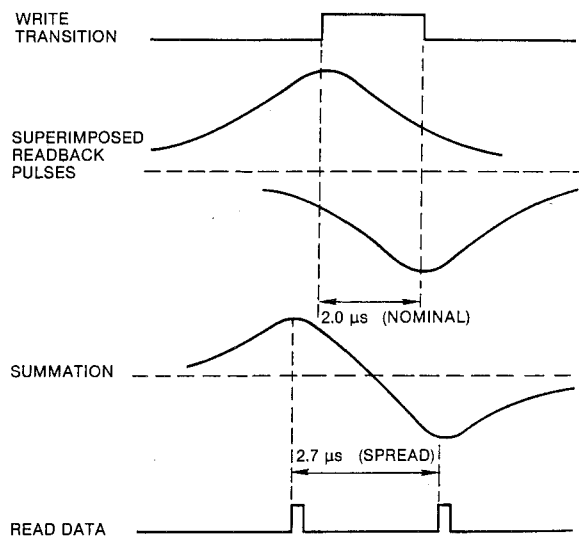 WRITE
TRANSITION
SUPERIMPOSED
READBACK
PULSES
2.0 μs (NOMINAL)
SUMMATION
2.7 μs (SPREAD)
READ DATA